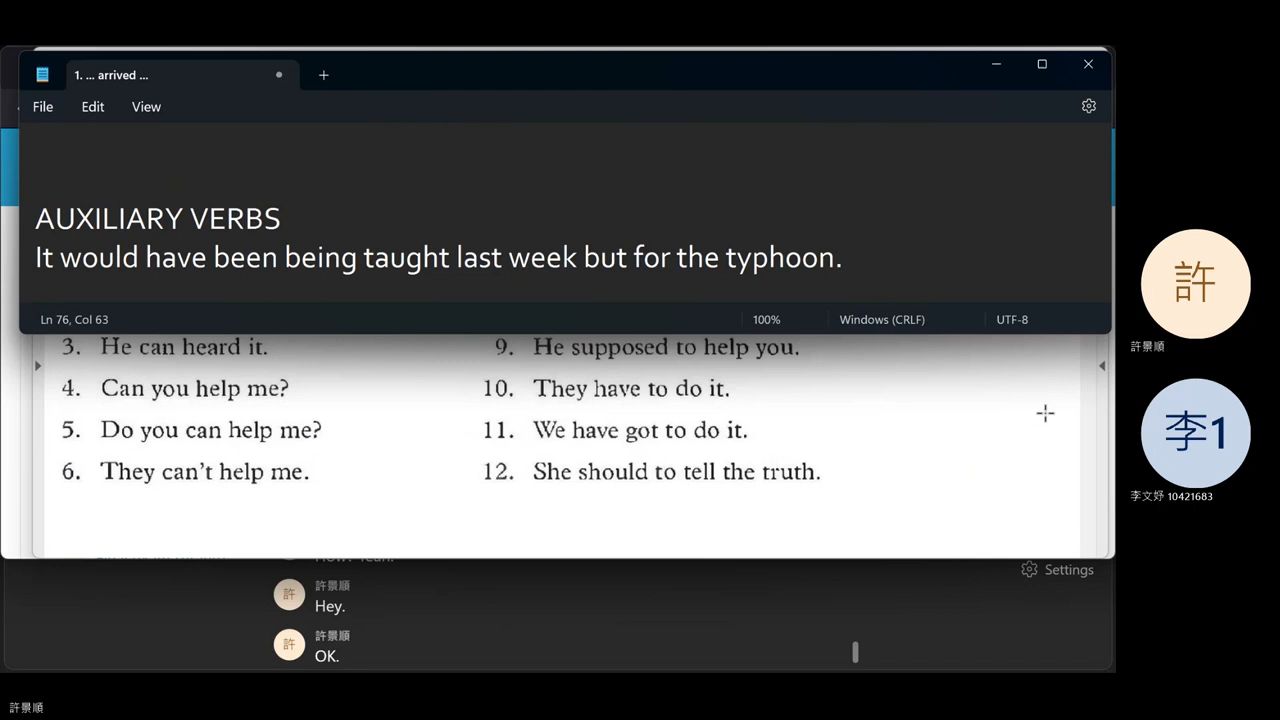 1. ... arrived ...
File Edit View
AUXILIARY VERBS
It would have been being taught last week but for the typhoon.
Ln 76, Col 63 100% Windows (CRLF) UTF-8
3. He can heard it.
4. Can you help me?
5. Do you can help me?
6. They can't help me.
9. He supposed to help you.
10. They have to do it.
11. We have got to do it.
12. She should to tell the truth.
Settings
許 許景順
Hey.
許 許景順
OK.
許
許景順
李1
李文妤 10421683
許景順